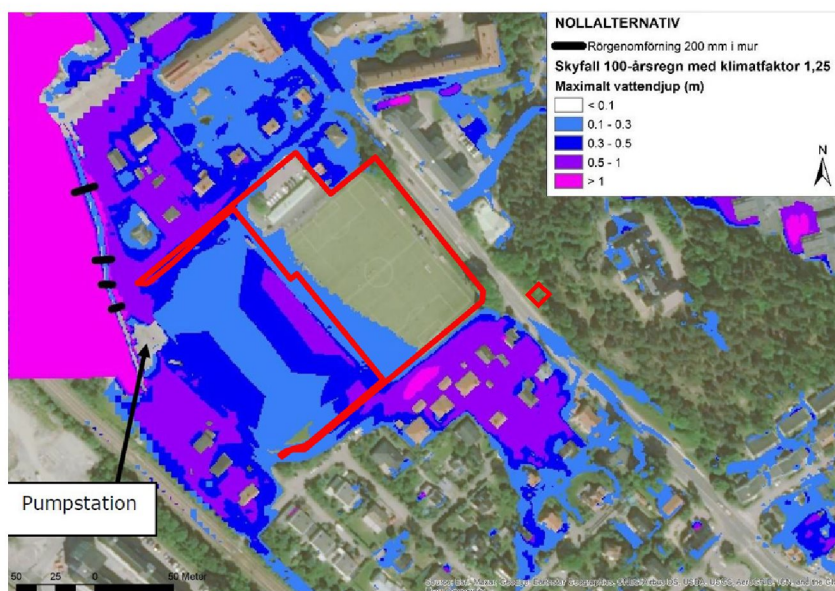 NOLLALTERNATIV
Rörgenomförning 200 mm i mur
Skyfall 100-årsregn med klimatfaktor 1,25
Maximalt vattendjup (m)
< 0.1
0.1 - 0.3
0.3 - 0.5
0.5 - 1
> 1
N
Pumpstation
50 25 0 50 Meter